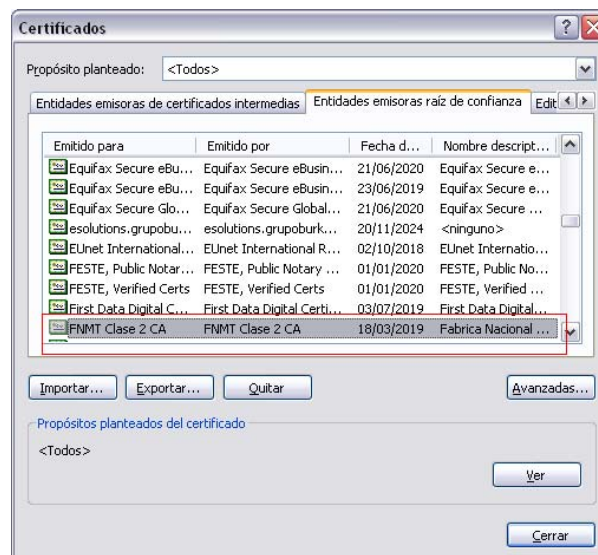 Certificados
Propósito planteado: <Todos>
Entidades emisoras de certificados intermedias Entidades emisoras raíz de confianza Edit
Emitido para Emitido por Fecha d... Nombre descript...
Equifax Secure eBu... Equifax Secure eBusin... 21/06/2020 Equifax Secure e...
Equifax Secure eBu... Equifax Secure eBusin... 23/06/2019 Equifax Secure e...
Equifax Secure Glo... Equifax Secure Global... 21/06/2020 Equifax Secure ...
esolutions.grupobu... esolutions.grupoburk... 20/11/2024 <ninguno>
EUnet International... EUnet International R... 02/10/2018 EUnet Internatio...
FESTE, Public Notar... FESTE, Public Notary ... 01/01/2020 FESTE, Public No...
FESTE, Verified Certs FESTE, Verified Certs 01/01/2020 FESTE, Verified ...
First Data Digital C... First Data Digital Certi... 03/07/2019 First Data Digital...
FNMT Clase 2 CA FNMT Clase 2 CA 18/03/2019 Fabrica Nacional ...
Importar... Exportar... Quitar Avanzadas...
Propósitos planteados del certificado
<Todos>
Ver
Cerrar